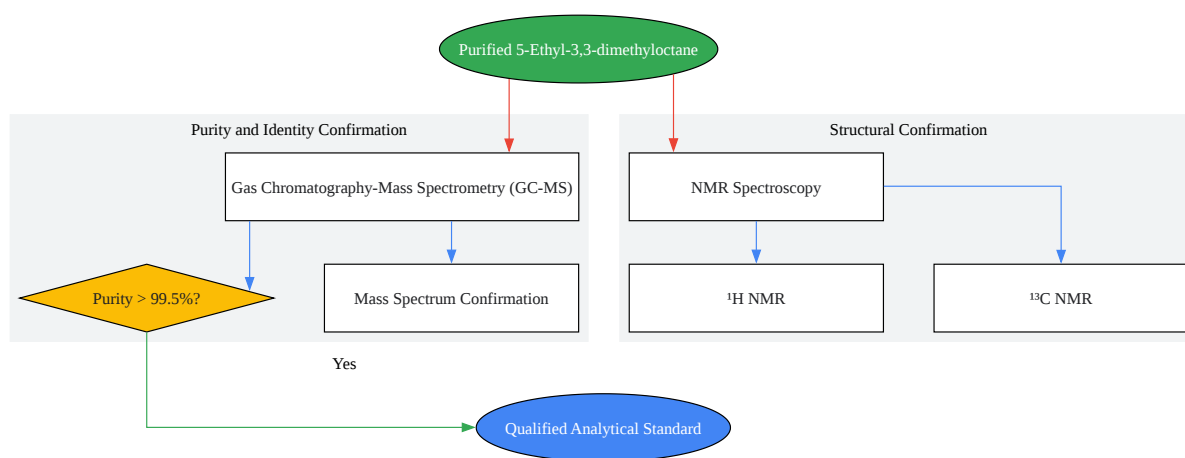 Purified 5-Ethyl-3,3-dimethyloctane
Purity and Identity Confirmation
Structural Confirmation
Gas Chromatography-Mass Spectrometry (GC-MS)
NMR Spectroscopy
Purity > 99.5%?
Mass Spectrum Confirmation
¹H NMR
¹³C NMR
Yes
Qualified Analytical Standard